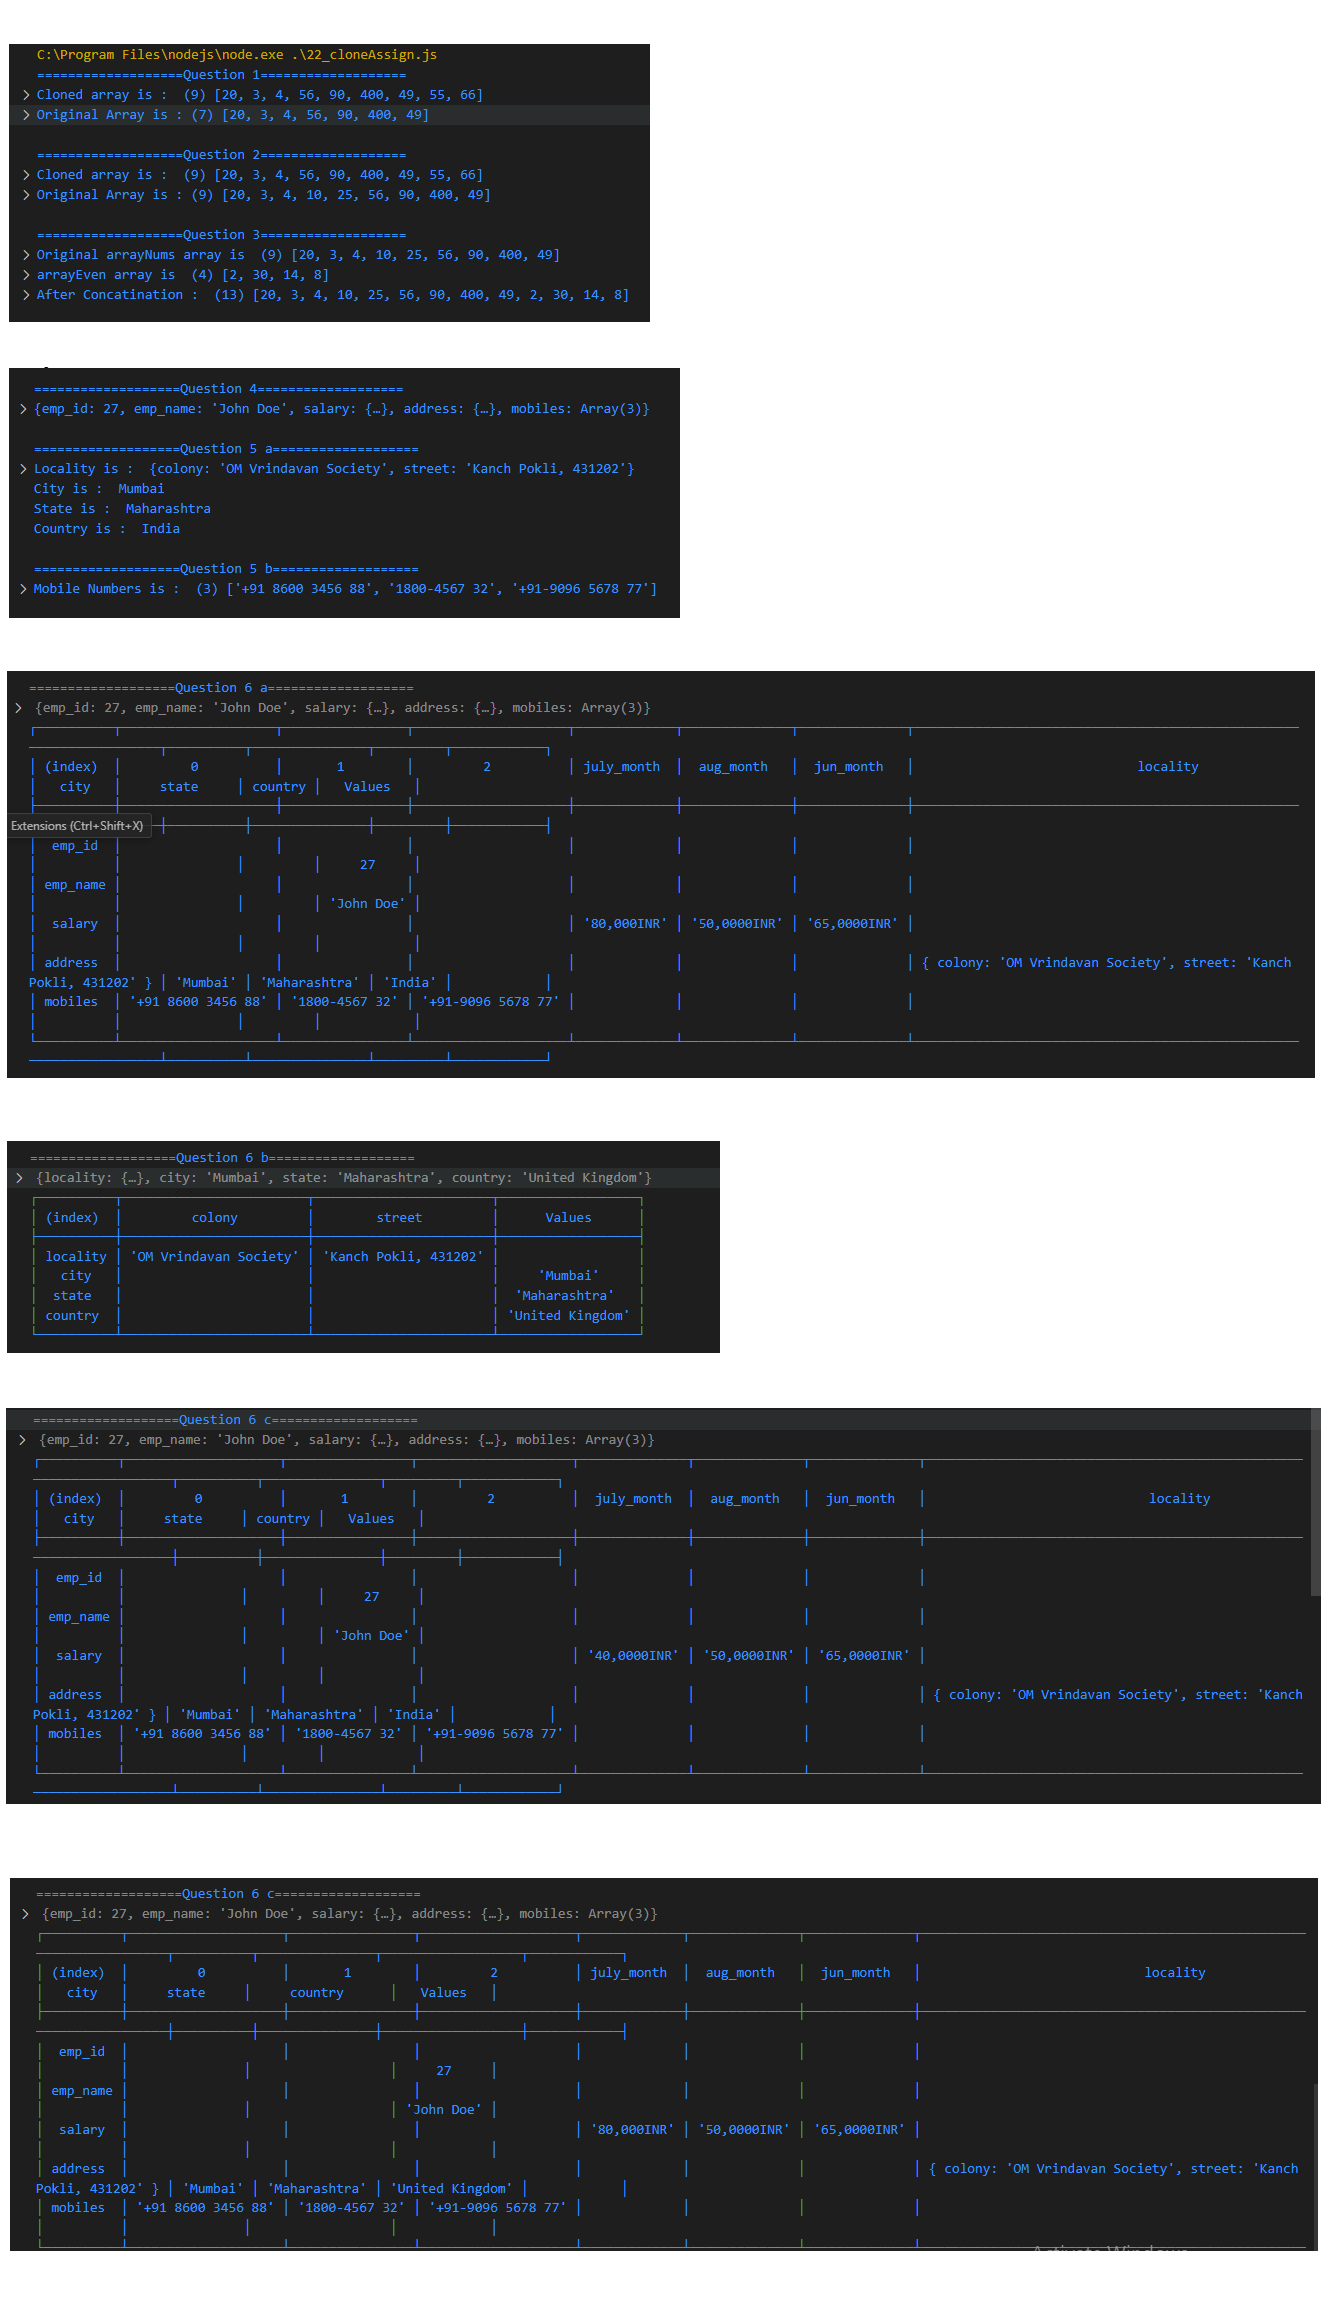 C:\Program Files\nodejs\node.exe .\22_cloneAssign.js
===================Question 1===================
Cloned array is :  (9) [20, 3, 4, 56, 90, 400, 49, 55, 66]
Original Array is : (7) [20, 3, 4, 56, 90, 400, 49]
===================Question 2===================
Cloned array is :  (9) [20, 3, 4, 56, 90, 400, 49, 55, 66]
Original Array is : (9) [20, 3, 4, 10, 25, 56, 90, 400, 49]
===================Question 3===================
Original arrayNums array is  (9) [20, 3, 4, 10, 25, 56, 90, 400, 49]
arrayEven array is  (4) [2, 30, 14, 8]
After Concatination :  (13) [20, 3, 4, 10, 25, 56, 90, 400, 49, 2, 30, 14, 8]
===================Question 4===================
{emp_id: 27, emp_name: 'John Doe', salary: {…}, address: {…}, mobiles: Array(3)}
===================Question 5 a===================
Locality is :  {colony: 'OM Vrindavan Society', street: 'Kanch Pokli, 431202'}
City is :  Mumbai
State is :  Maharashtra
Country is :  India
===================Question 5 b===================
Mobile Numbers is :  (3) ['+91 8600 3456 88', '1800-4567 32', '+91-9096 5678 77']
===================Question 6 a===================
{emp_id: 27, emp_name: 'John Doe', salary: {…}, address: {…}, mobiles: Array(3)}
(index) 0 1 2 july_month aug_month jun_month locality
city state country Values
Extensions (Ctrl+Shift+X)
emp_id
27
emp_name
'John Doe'
salary '80,000INR' '50,0000INR' '65,0000INR'
address { colony: 'OM Vrindavan Society', street: 'Kanch
Pokli, 431202' } 'Mumbai' 'Maharashtra' 'India'
mobiles '+91 8600 3456 88' '1800-4567 32' '+91-9096 5678 77'
===================Question 6 b===================
{locality: {…}, city: 'Mumbai', state: 'Maharashtra', country: 'United Kingdom'}
(index) colony street Values
locality 'OM Vrindavan Society' 'Kanch Pokli, 431202'
city 'Mumbai'
state 'Maharashtra'
country 'United Kingdom'
===================Question 6 c===================
{emp_id: 27, emp_name: 'John Doe', salary: {…}, address: {…}, mobiles: Array(3)}
(index) 0 1 2 july_month aug_month jun_month locality
city state country Values
emp_id
27
emp_name
'John Doe'
salary '40,0000INR' '50,0000INR' '65,0000INR'
address { colony: 'OM Vrindavan Society', street: 'Kanch
Pokli, 431202' } 'Mumbai' 'Maharashtra' 'India'
mobiles '+91 8600 3456 88' '1800-4567 32' '+91-9096 5678 77'
===================Question 6 c===================
{emp_id: 27, emp_name: 'John Doe', salary: {…}, address: {…}, mobiles: Array(3)}
(index) 0 1 2 july_month aug_month jun_month locality
city state country Values
emp_id
27
emp_name
'John Doe'
salary '80,000INR' '50,0000INR' '65,0000INR'
address { colony: 'OM Vrindavan Society', street: 'Kanch
Pokli, 431202' } 'Mumbai' 'Maharashtra' 'United Kingdom'
mobiles '+91 8600 3456 88' '1800-4567 32' '+91-9096 5678 77'